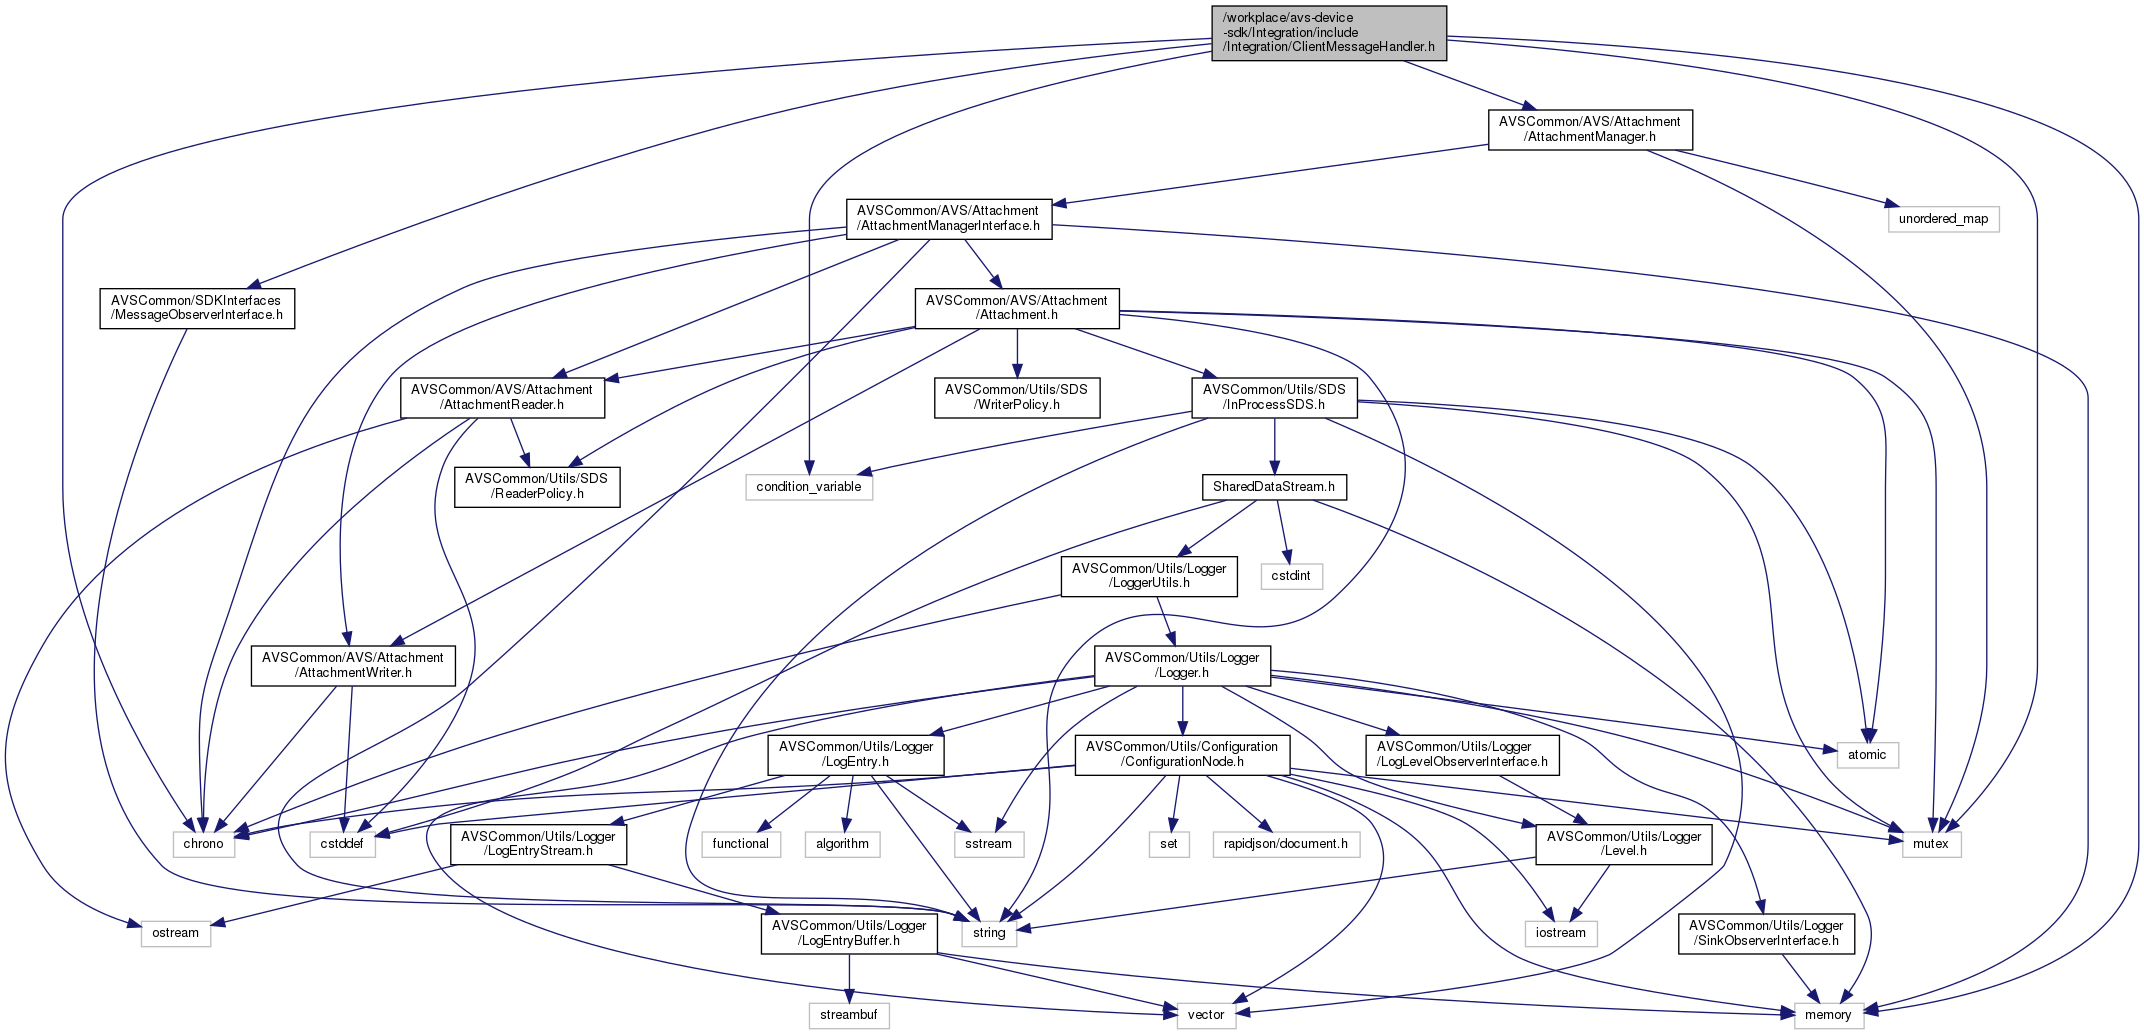 /workplace/avs-device
-sdk/Integration/include
/Integration/ClientMessageHandler.h
AVSCommon/AVS/Attachment
/AttachmentManager.h
AVSCommon/AVS/Attachment
/AttachmentManagerInterface.h
unordered_map
AVSCommon/SDKInterfaces
/MessageObserverInterface.h
AVSCommon/AVS/Attachment
/Attachment.h
AVSCommon/AVS/Attachment
/AttachmentReader.h
AVSCommon/Utils/SDS
/WriterPolicy.h
AVSCommon/Utils/SDS
/InProcessSDS.h
AVSCommon/Utils/SDS
/ReaderPolicy.h
condition_variable
SharedDataStream.h
AVSCommon/Utils/Logger
/LoggerUtils.h
cstdint
AVSCommon/AVS/Attachment
/AttachmentWriter.h
AVSCommon/Utils/Logger
/Logger.h
AVSCommon/Utils/Logger
/LogEntry.h
AVSCommon/Utils/Configuration
/ConfigurationNode.h
AVSCommon/Utils/Logger
/LogLevelObserverInterface.h
atomic
chrono
cstddef
AVSCommon/Utils/Logger
/LogEntryStream.h
functional
algorithm
sstream
set
rapidjson/document.h
AVSCommon/Utils/Logger
/Level.h
mutex
ostream
AVSCommon/Utils/Logger
/LogEntryBuffer.h
string
iostream
AVSCommon/Utils/Logger
/SinkObserverInterface.h
streambuf
vector
memory